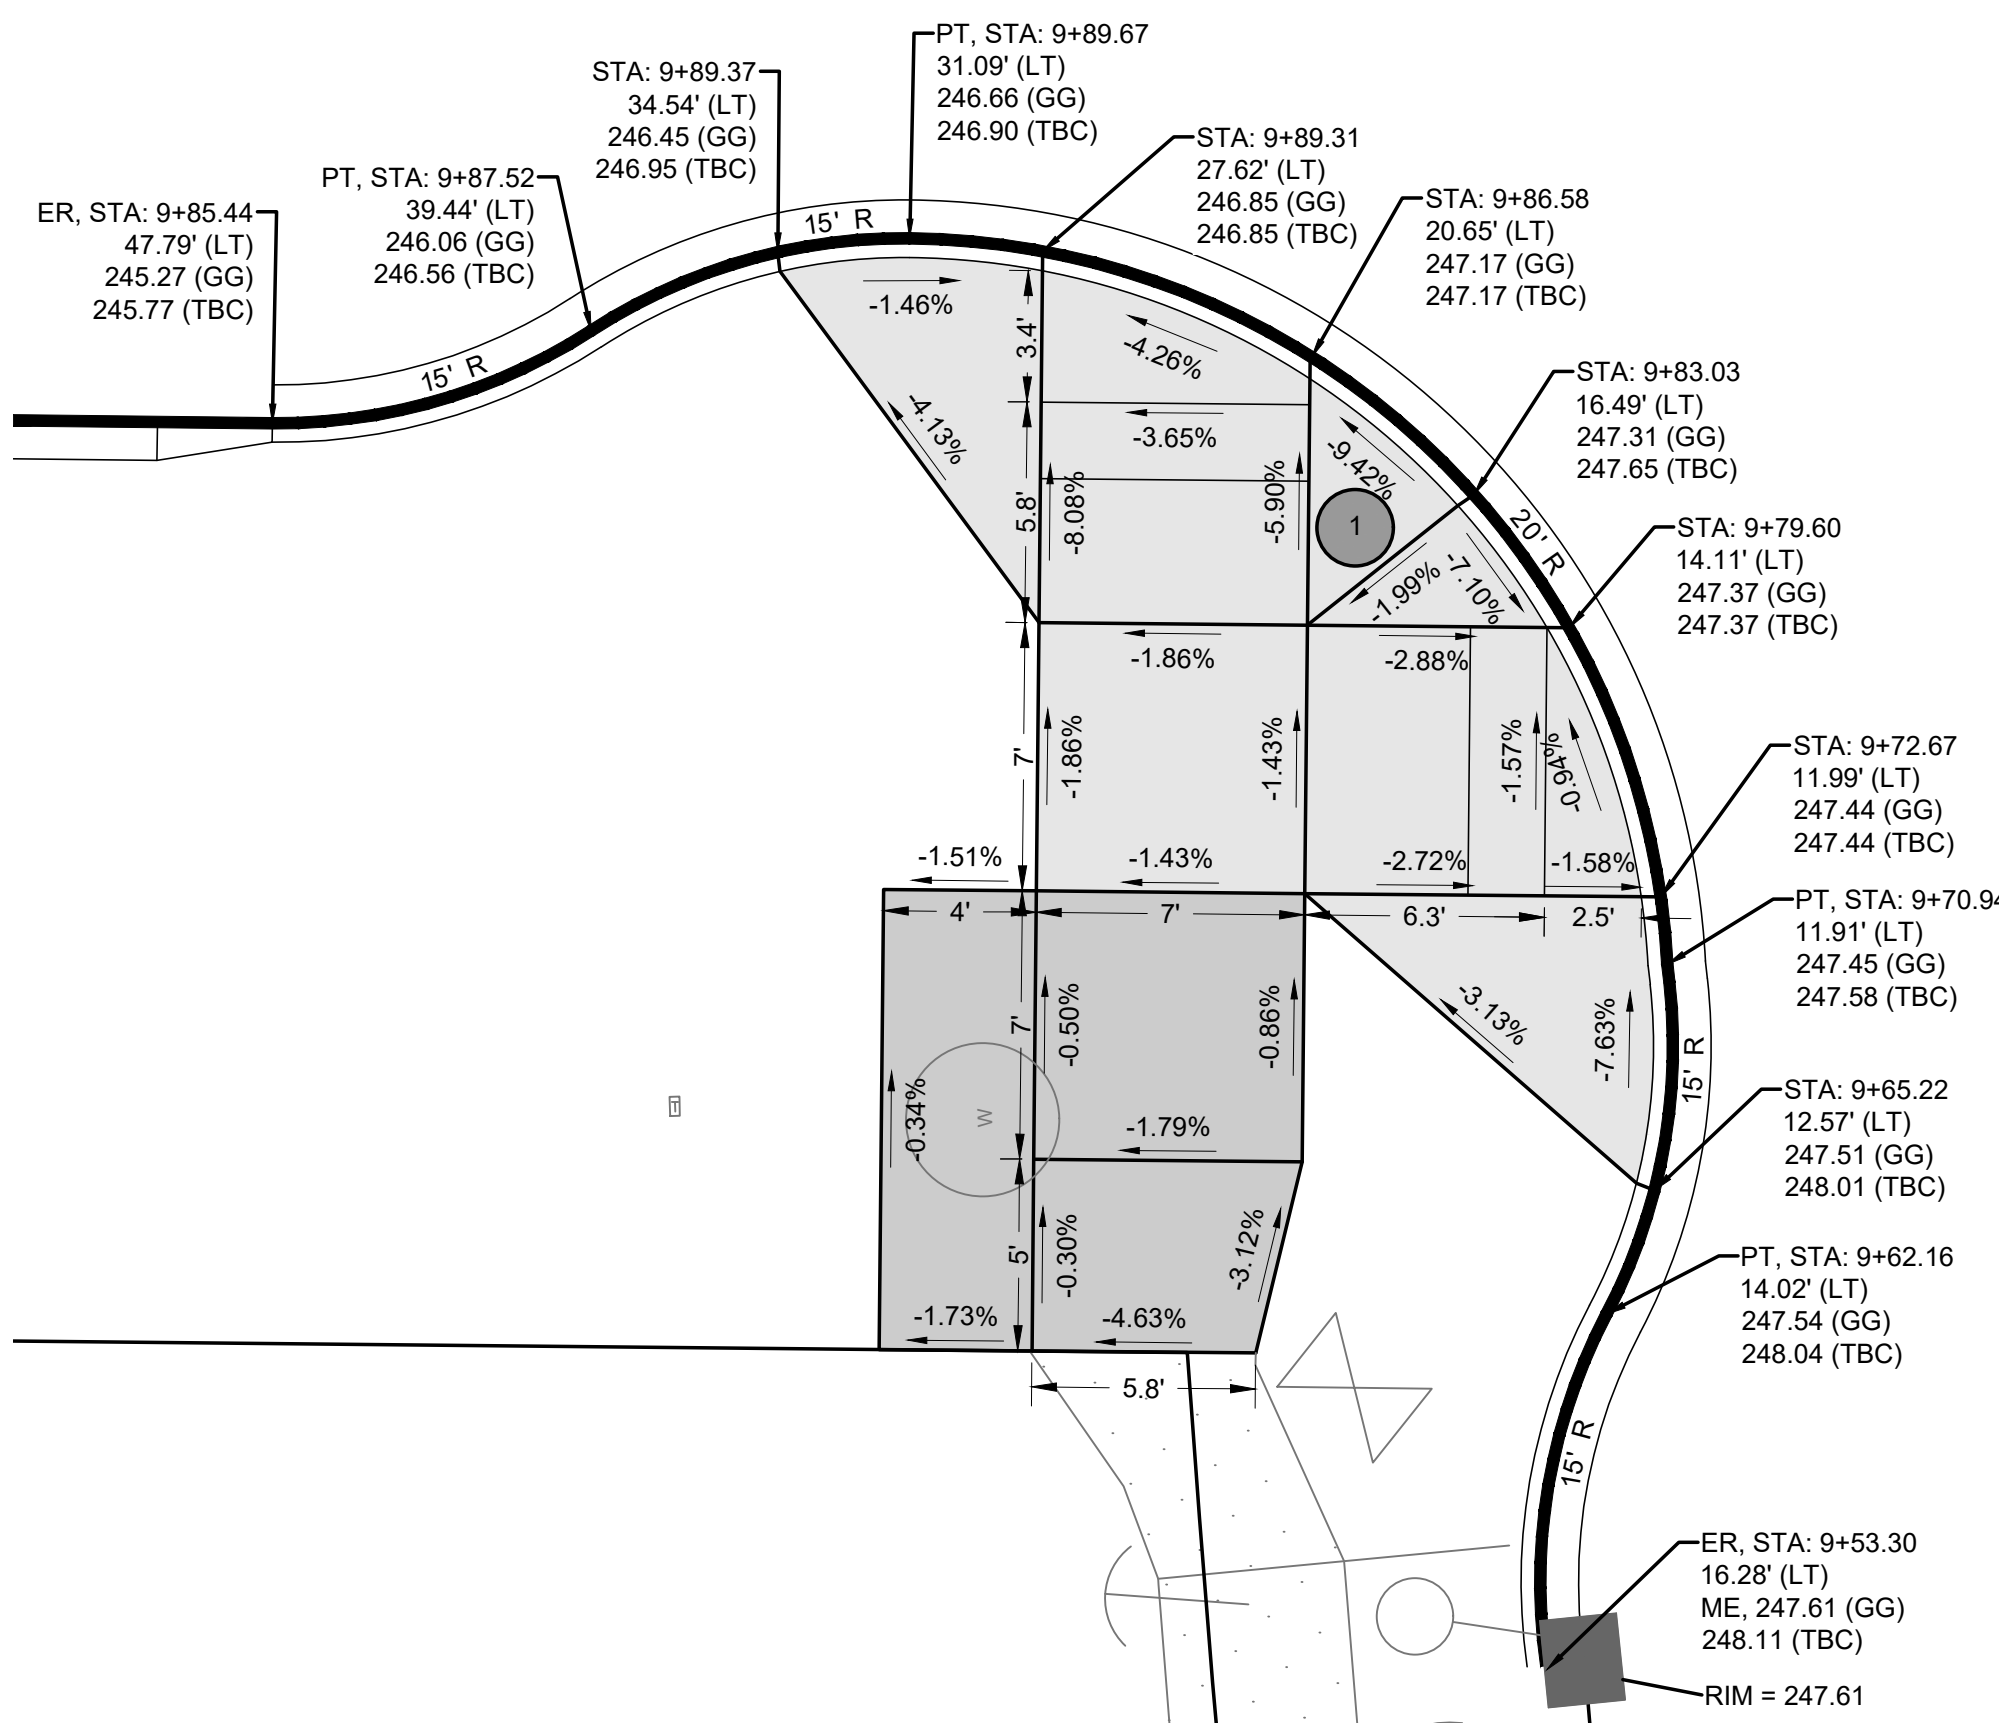 PT, STA: 9+89.67
31.09' (LT)
246.66 (GG)
246.90 (TBC)
STA: 9+89.37
34.54' (LT)
246.45 (GG)
246.95 (TBC)
STA: 9+89.31
27.62' (LT)
246.85 (GG)
246.85 (TBC)
PT, STA: 9+87.52
39.44' (LT)
246.06 (GG)
246.56 (TBC)
ER, STA: 9+85.44
47.79' (LT)
245.27 (GG)
245.77 (TBC)
STA: 9+86.58
20.65' (LT)
247.17 (GG)
247.17 (TBC)
STA: 9+83.03
16.49' (LT)
247.31 (GG)
247.65 (TBC)
STA: 9+79.60
14.11' (LT)
247.37 (GG)
247.37 (TBC)
STA: 9+72.67
11.99' (LT)
247.44 (GG)
247.44 (TBC)
PT, STA: 9+70.94
11.91' (LT)
247.45 (GG)
247.58 (TBC)
STA: 9+65.22
12.57' (LT)
247.51 (GG)
248.01 (TBC)
PT, STA: 9+62.16
14.02' (LT)
247.54 (GG)
248.04 (TBC)
ER, STA: 9+53.30
16.28' (LT)
ME, 247.61 (GG)
248.11 (TBC)
RIM = 247.61
15' R
15' R
20' R
15' R
15' R
-1.46%
3.4'
-4.26%
-4.13%
-3.65%
5.8'
-8.08%
-5.90%
-9.42%
1
-1.99%
-7.10%
-1.86%
-2.88%
7'
-1.86%
-1.43%
-1.57%
-0.94%
-1.51%
-1.43%
-2.72%
-1.58%
4'
7'
6.3'
2.5'
7'
-0.50%
-0.86%
-3.13%
-7.63%
-0.34%
W
T
-1.79%
5'
-0.30%
-3.12%
-1.73%
-4.63%
5.8'